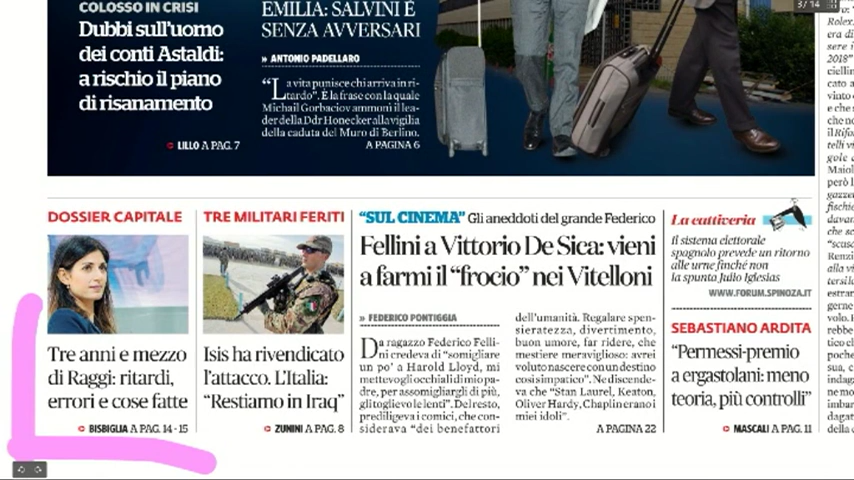 3/14
COLOSSO IN CRISI
Dubbi sull'uomo
dei conti Astaldi:
a rischio il piano
di risanamento
LILLO A PAG. 7
EMILIA: SALVINI È
SENZA AVVERSARI
» ANTONIO PADELLARO
“La vita punisce chi arriva in ri-
tardo”. È la frase con la quale
Michail Gorbaciov ammonì il lea-
der della Ddr Honecker alla vigilia
della caduta del Muro di Berlino.
A PAGINA 6
DOSSIER CAPITALE
Tre anni e mezzo
di Raggi: ritardi,
errori e cose fatte
BISBIGLIA A PAG. 14 - 15
TRE MILITARI FERITI
Isis ha rivendicato
l'attacco. L'Italia:
“Restiamo in Iraq”
ZUNINI A PAG. 8
“SUL CINEMA” Gli aneddoti del grande Federico
Fellini a Vittorio De Sica: vieni
a farmi il “frocio” nei Vitelloni
» FEDERICO PONTIGGIA
Da ragazzo Federico Felli-
ni credeva di “somigliare
un po' a Harold Lloyd, mi
mettevo gli occhiali di mio pa-
dre, per assomigliargli di più,
gli toglievo le lenti”. Del resto,
prediligeva i comici, che con-
siderava “dei benefattori
dell'umanità. Regalare spen-
sieratezza, divertimento,
buon umore, far ridere, che
mestiere meraviglioso: avrei
voluto nascere con un destino
così simpatico”. Ne discende-
va che “Stan Laurel, Keaton,
Oliver Hardy, Chaplin erano i
miei idoli”.
A PAGINA 22
La cattiveria
Il sistema elettorale
spagnolo prevede un ritorno
alle urne finché non
la spunta Julio Iglesias
WWW.FORUM.SPINOZA.IT
SEBASTIANO ARDITA
“Permessi-premio
a ergastolani: meno
teoria, più controlli”
MASCALI A PAG. 11